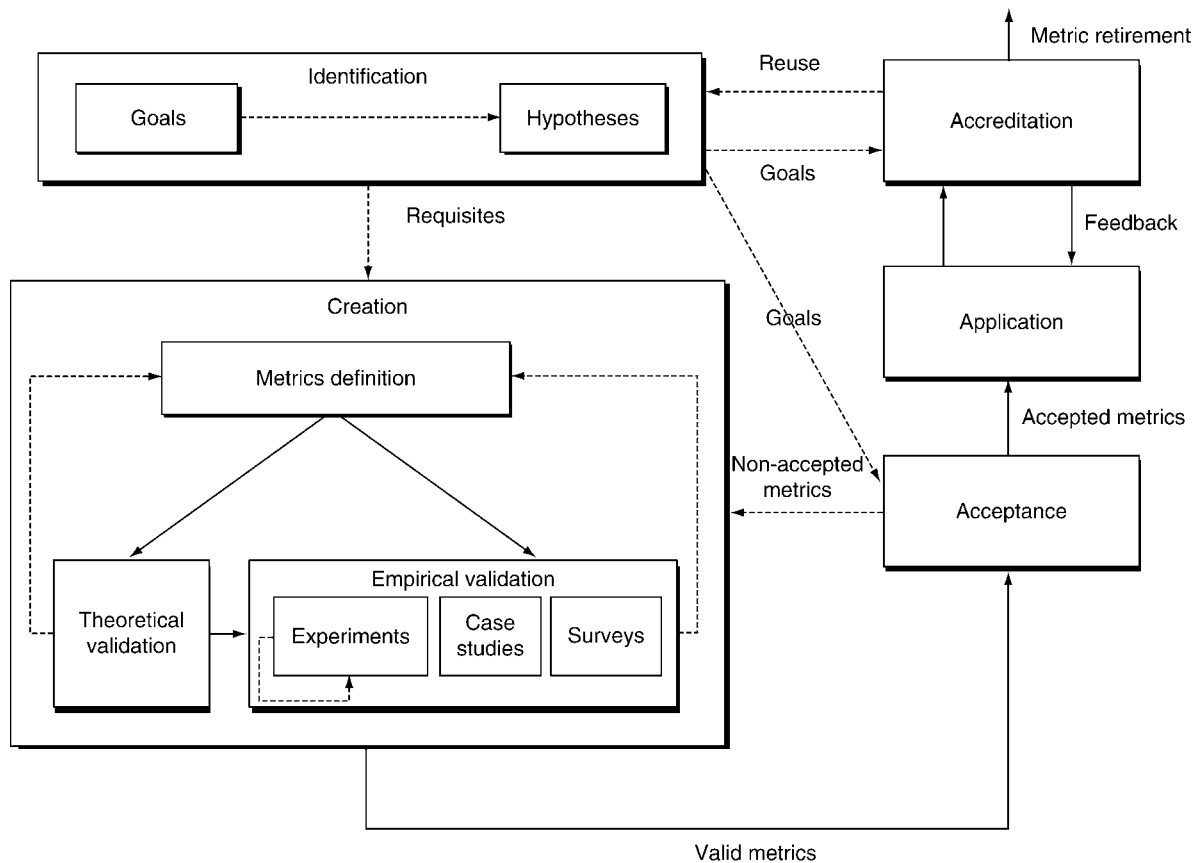 Metric retirement
Identification
Goals
Hypotheses
Reuse
Accreditation
Goals
Requisites
Feedback
Creation
Goals
Application
Metrics definition
Accepted metrics
Non-accepted
metrics
Acceptance
Empirical validation
Theoretical
validation
Experiments
Case
studies
Surveys
Valid metrics